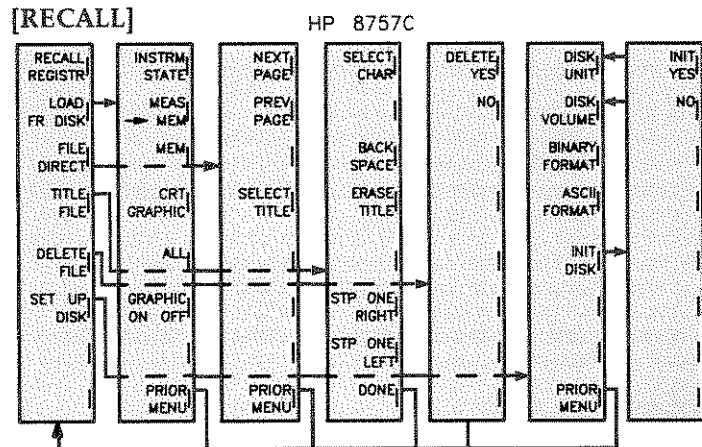 [RECALL]
HP 8757C
RECALL
REGISTR
LOAD
FR DISK
FILE
DIRECT
TITLE
FILE
DELETE
FILE
SET UP
DISK
INSTRM
STATE
MEAS
MEM
MEM
CRT
GRAPHIC
ALL
GRAPHIC
ON OFF
PRIOR
MENU
NEXT
PAGE
PREV
PAGE
SELECT
TITLE
PRIOR
MENU
SELECT
CHAR
BACK
SPACE
ERASE
TITLE
STP ONE
RIGHT
STP ONE
LEFT
DONE
DELETE
YES
NO
DISK
UNIT
DISK
VOLUME
BINARY
FORMAT
ASCII
FORMAT
INIT
DISK
PRIOR
MENU
INIT
YES
NO